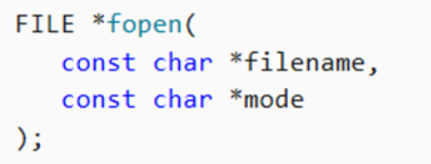 FILE *fopen(
   const char *filename,
   const char *mode
);